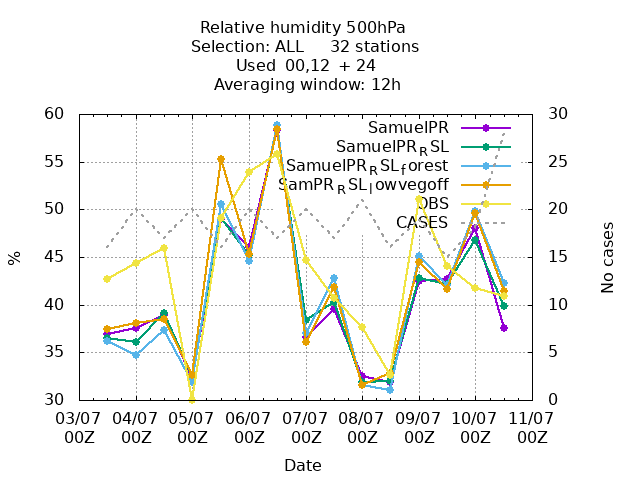 Relative humidity 500hPa
Selection: ALL 32 stations
Used 00,12 + 24
Averaging window: 12h
60
55
50
45
40
35
30
%
30
25
20
15
10
5
0
No cases
SamuelPR
SamuelPR_RSL
SamuelPR_RSL_forest
SamPR_RSL_lowvegoff
OBS
CASES
03/07 04/07 05/07 06/07 07/07 08/07 09/07 10/07 11/07
00Z 00Z 00Z 00Z 00Z 00Z 00Z 00Z 00Z
Date